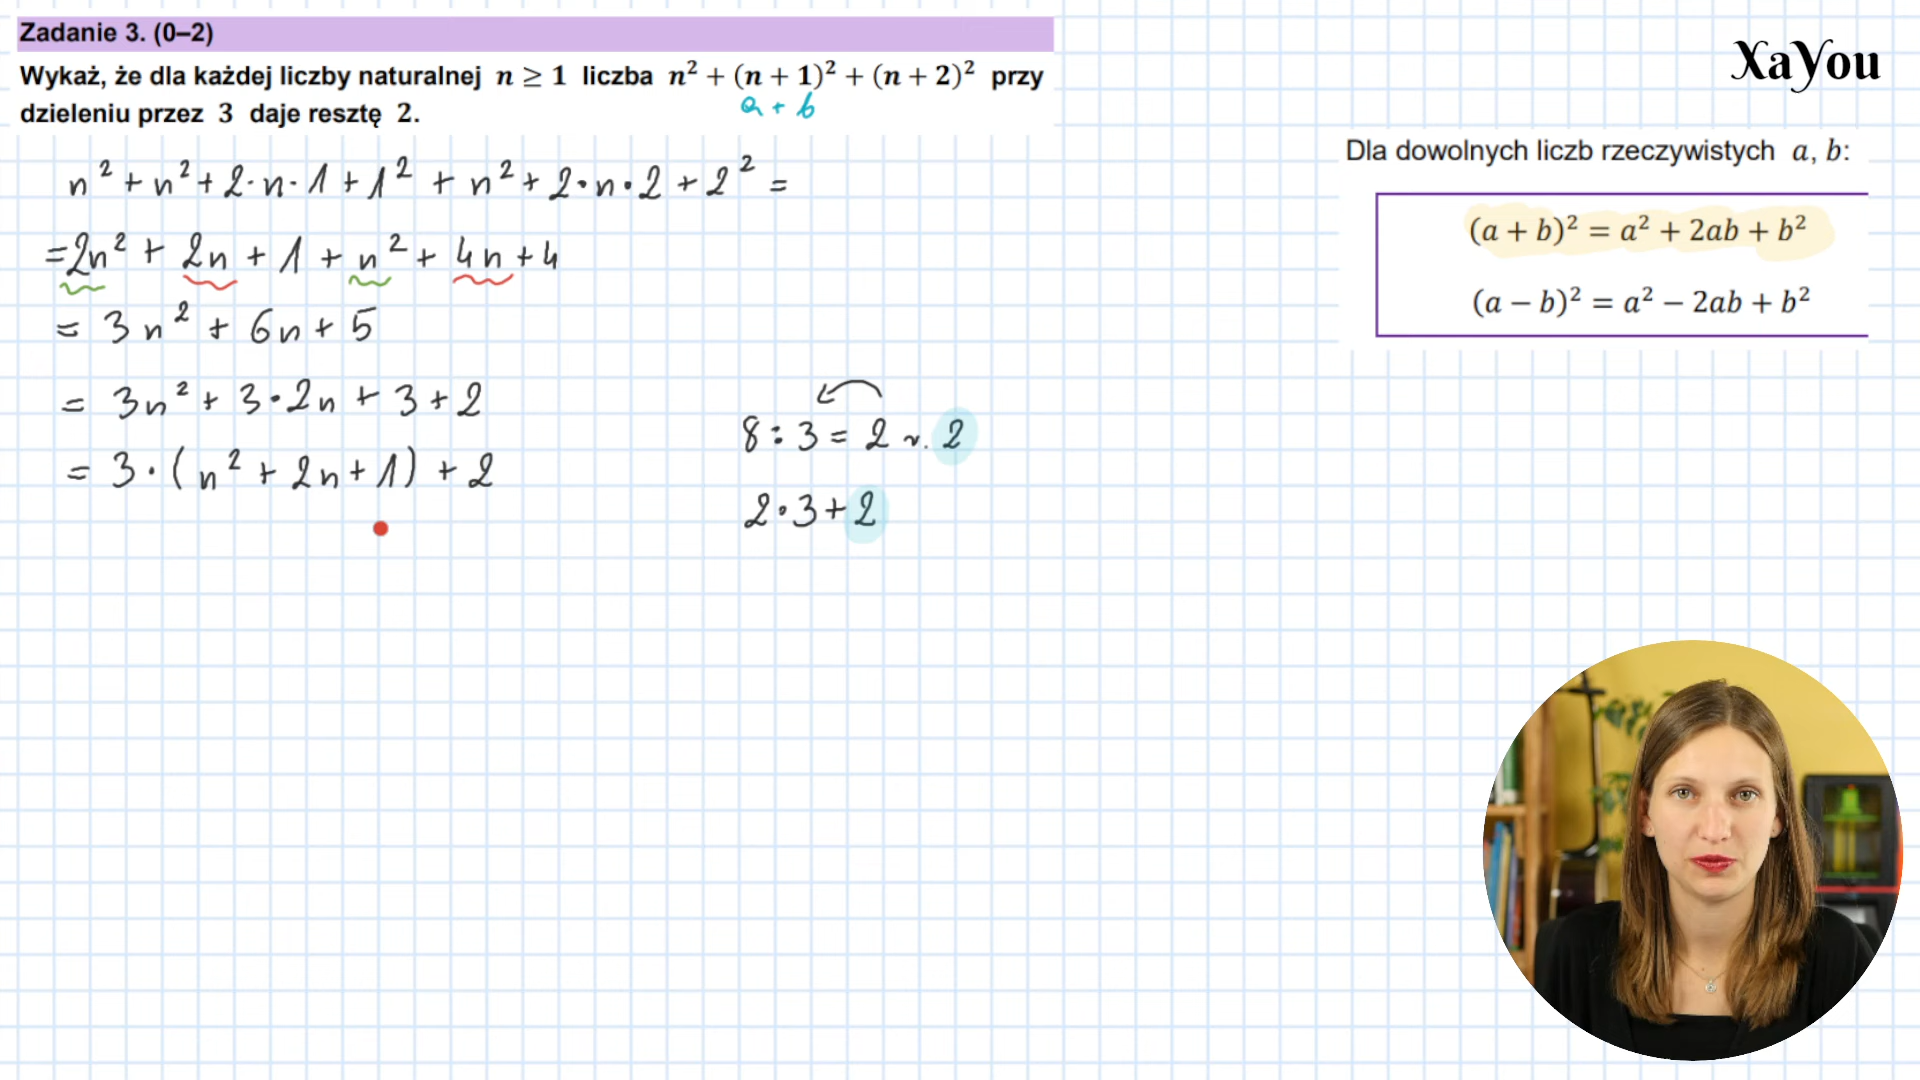 Zadanie 3. (0–2)
Wykaż, że dla każdej liczby naturalnej n ≥ 1 liczba n² + (n + 1)² + (n + 2)² przy
dzieleniu przez 3 daje resztę 2.
a + b
n² + n² + 2·n·1 + 1² + n² + 2·n·2 + 2² =
= 2n² + 2n + 1 + n² + 4n + 4
= 3n² + 6n + 5
= 3n² + 3·2n + 3 + 2
= 3·(n² + 2n + 1) + 2
8 : 3 = 2 r. 2
2·3 + 2
XaYou
Dla dowolnych liczb rzeczywistych a, b:
(a + b)² = a² + 2ab + b²
(a − b)² = a² − 2ab + b²